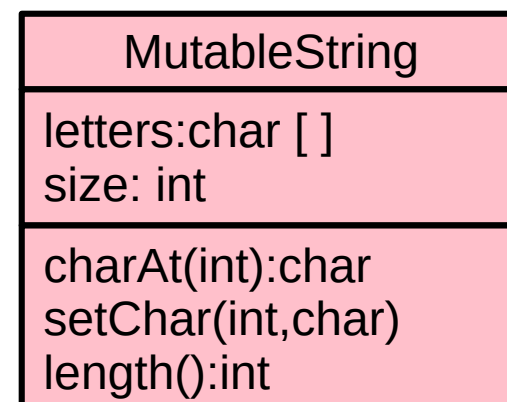 MutableString
letters:char [ ]
size: int
charAt(int):char
setChar(int,char)
length():int